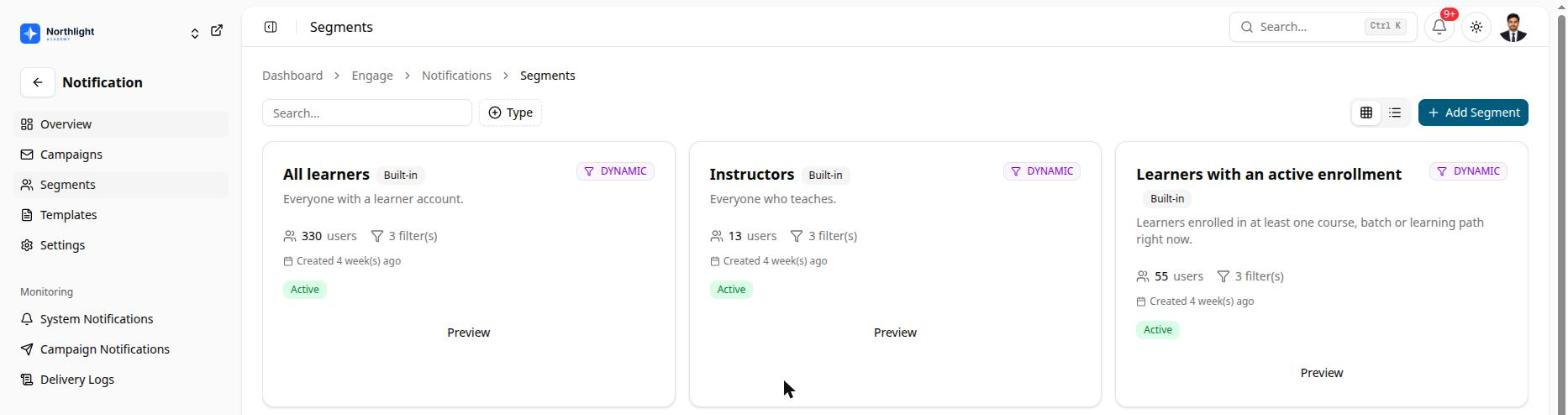 Northlight
ACADEMY
Segments
Search...
Ctrl K
9+
Notification
Overview
Campaigns
Segments
Templates
Settings
Monitoring
System Notifications
Campaign Notifications
Delivery Logs
Dashboard > Engage > Notifications > Segments
Search...
Type
Add Segment
All learners
Built-in
DYNAMIC
Everyone with a learner account.
330 users
3 filter(s)
Created 4 week(s) ago
Active
Preview
Instructors
Built-in
DYNAMIC
Everyone who teaches.
13 users
3 filter(s)
Created 4 week(s) ago
Active
Preview
Learners with an active enrollment
DYNAMIC
Built-in
Learners enrolled in at least one course, batch or learning path
right now.
55 users
3 filter(s)
Created 4 week(s) ago
Active
Preview